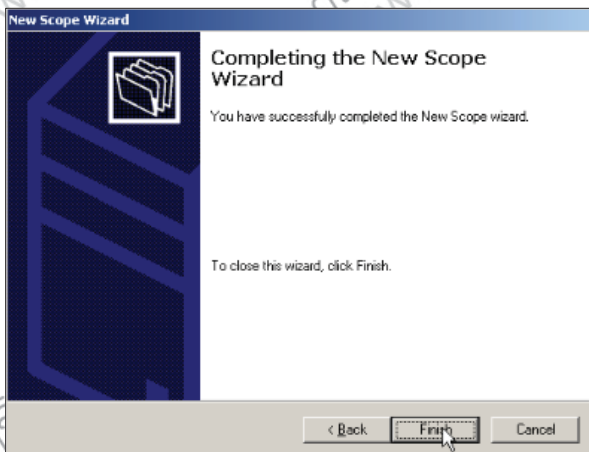 New Scope Wizard
Completing the New Scope
Wizard
You have successfully completed the New Scope wizard.
To close this wizard, click Finish.
< Back
Finish
Cancel